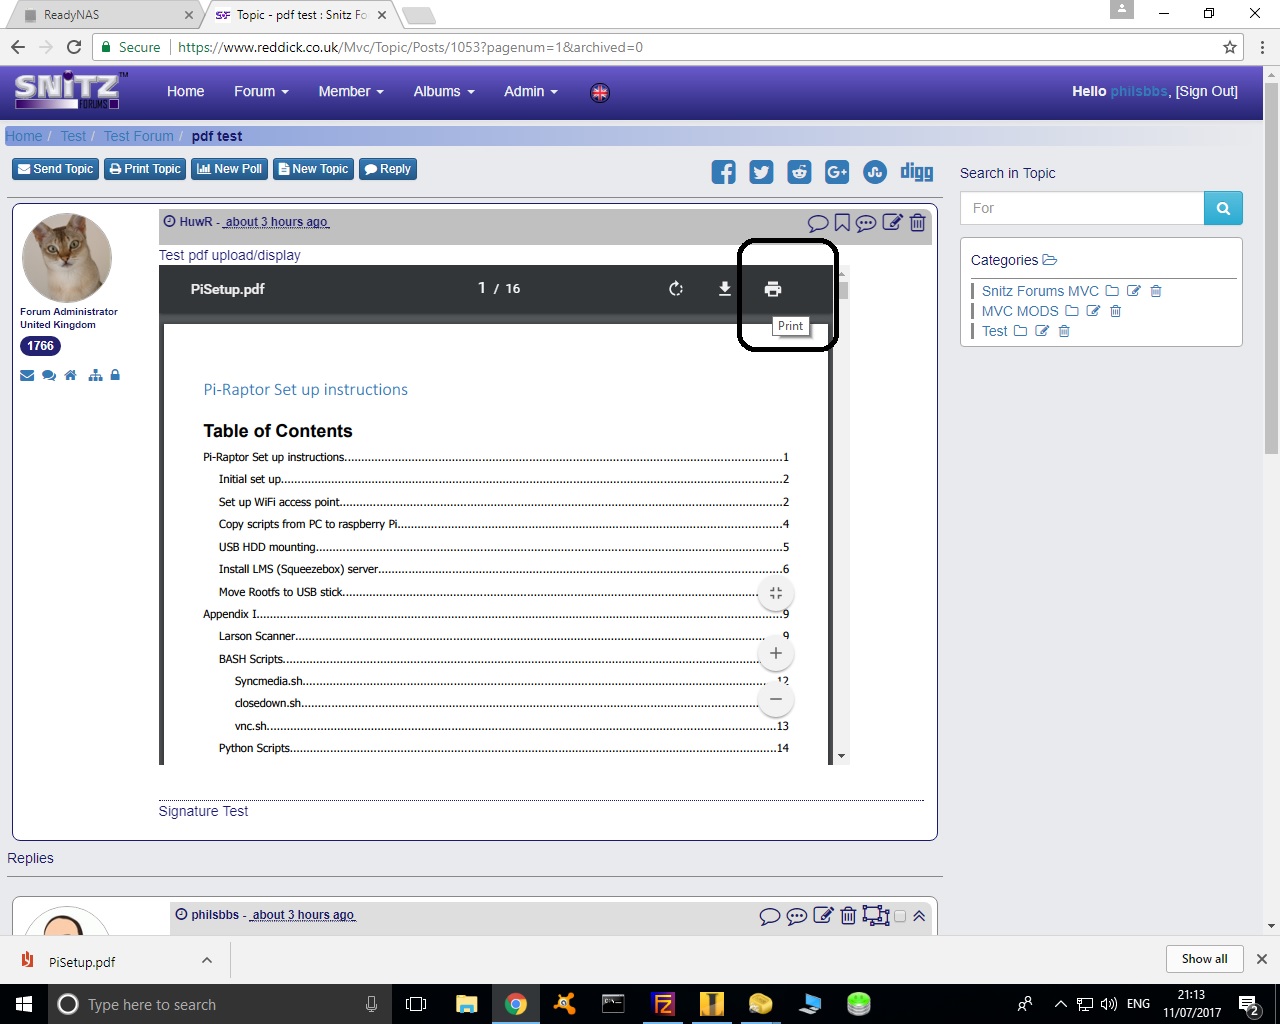 ReadyNAS
Topic - pdf test : Snitz Fo
Secure https://www.reddick.co.uk/Mvc/Topic/Posts/1053?pagenum=1&archived=0
SNiTZ™
FORUMS
Home Forum Member Albums Admin
Hello philsbbs, [Sign Out]
Home / Test / Test Forum / pdf test
Send Topic Print Topic New Poll New Topic Reply
digg
Search in Topic
For
Categories
Snitz Forums MVC
MVC MODS
Test
HuwR - about 3 hours ago
Forum Administrator
United Kingdom
1766
Test pdf upload/display
PiSetup.pdf 1 / 16
Print
Pi-Raptor Set up instructions
Table of Contents
Pi-Raptor Set up instructions 1
Initial set up 2
Set up WiFi access point 2
Copy scripts from PC to raspberry Pi 4
USB HDD mounting 5
Install LMS (Squeezebox) server 6
Move Rootfs to USB stick
Appendix I 9
Larson Scanner 9
BASH Scripts
Syncmedia.sh 12
closedown.sh
vnc.sh 13
Python Scripts 14
Signature Test
Replies
philsbbs - about 3 hours ago
PiSetup.pdf
Show all
Type here to search
ENG
21:13
11/07/2017
2